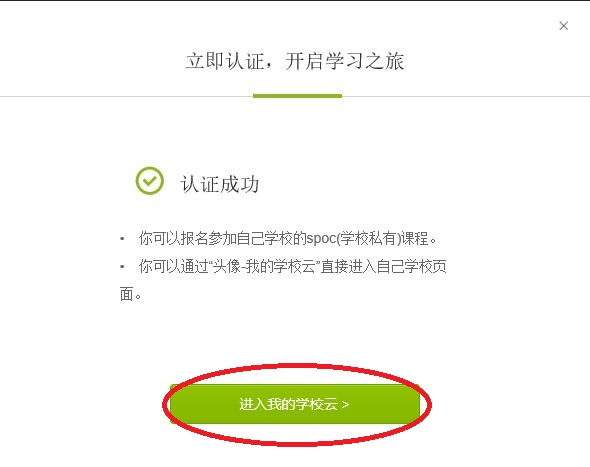 ×
立即认证，开启学习之旅
认证成功
• 你可以报名参加自己学校的spoc(学校私有)课程。
• 你可以通过“头像-我的学校云”直接进入自己学校页
面。
进入我的学校云 >